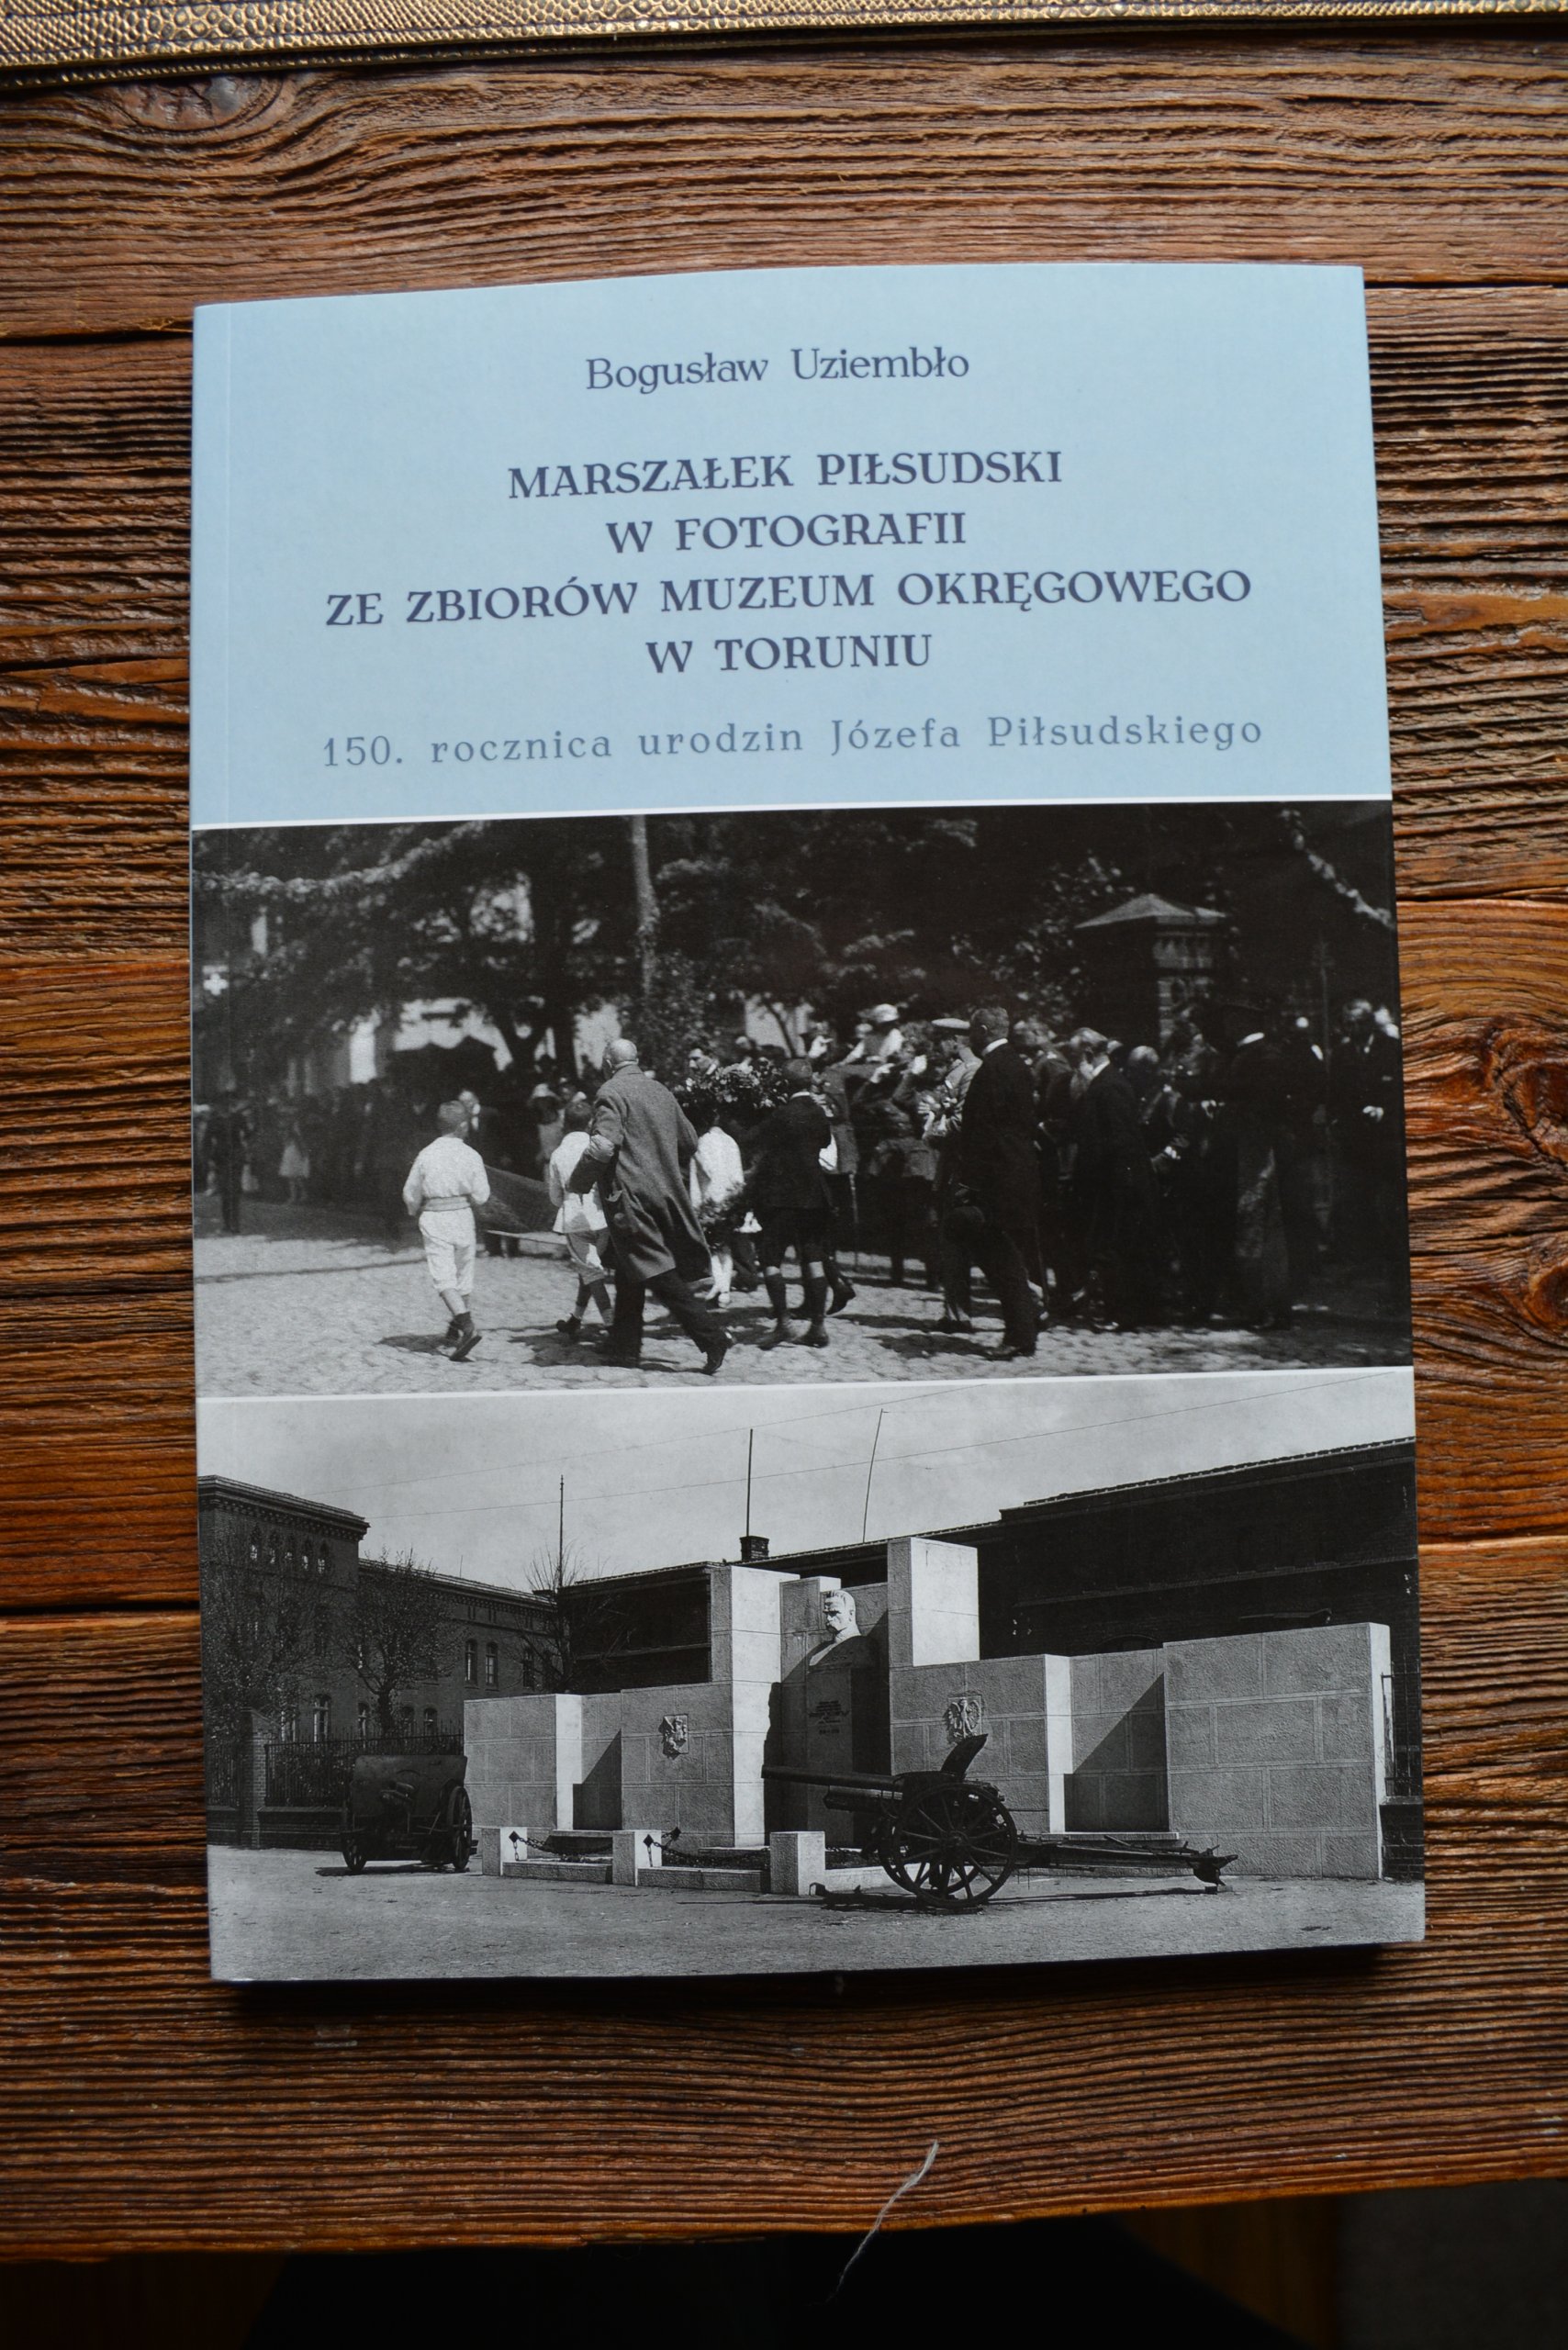 Bogusław Uziembło
MARSZAŁEK PIŁSUDSKI
W FOTOGRAFII
ZE ZBIORÓW MUZEUM OKRĘGOWEGO
W TORUNIU
150. rocznica urodzin Józefa Piłsudskiego